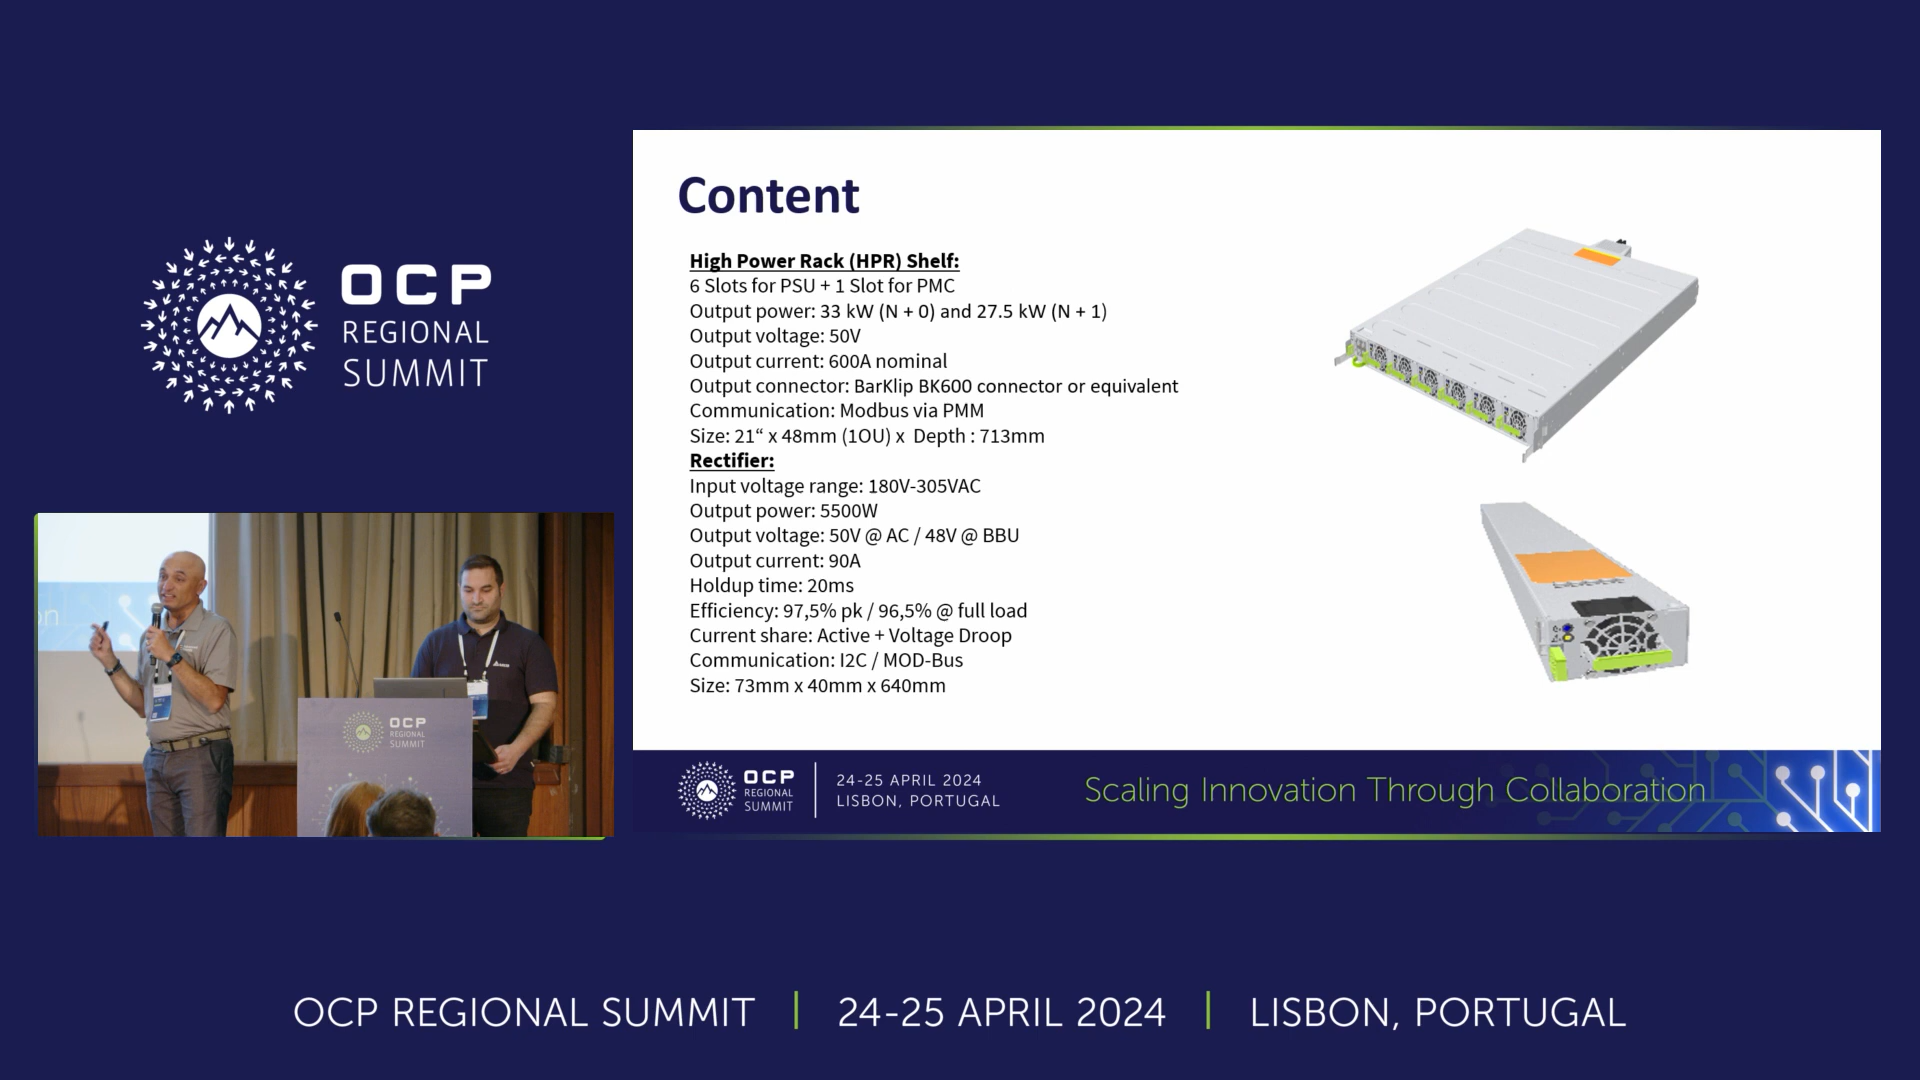 OCP
REGIONAL
SUMMIT
Content
High Power Rack (HPR) Shelf:
6 Slots for PSU + 1 Slot for PMC
Output power: 33 kW (N + 0) and 27.5 kW (N + 1)
Output voltage: 50V
Output current: 600A nominal
Output connector: BarKlip BK600 connector or equivalent
Communication: Modbus via PMM
Size: 21“ x 48mm (1OU) x  Depth : 713mm
Rectifier:
Input voltage range: 180V-305VAC
Output power: 5500W
Output voltage: 50V @ AC / 48V @ BBU
Output current: 90A
Holdup time: 20ms
Efficiency: 97,5% pk / 96,5% @ full load
Current share: Active + Voltage Droop
Communication: I2C / MOD-Bus
Size: 73mm x 40mm x 640mm
OCP
REGIONAL
SUMMIT
24-25 APRIL 2024
LISBON, PORTUGAL
Scaling Innovation Through Collaboration
on
OCP
REGIONAL
SUMMIT
OCP REGIONAL SUMMIT | 24-25 APRIL 2024 | LISBON, PORTUGAL